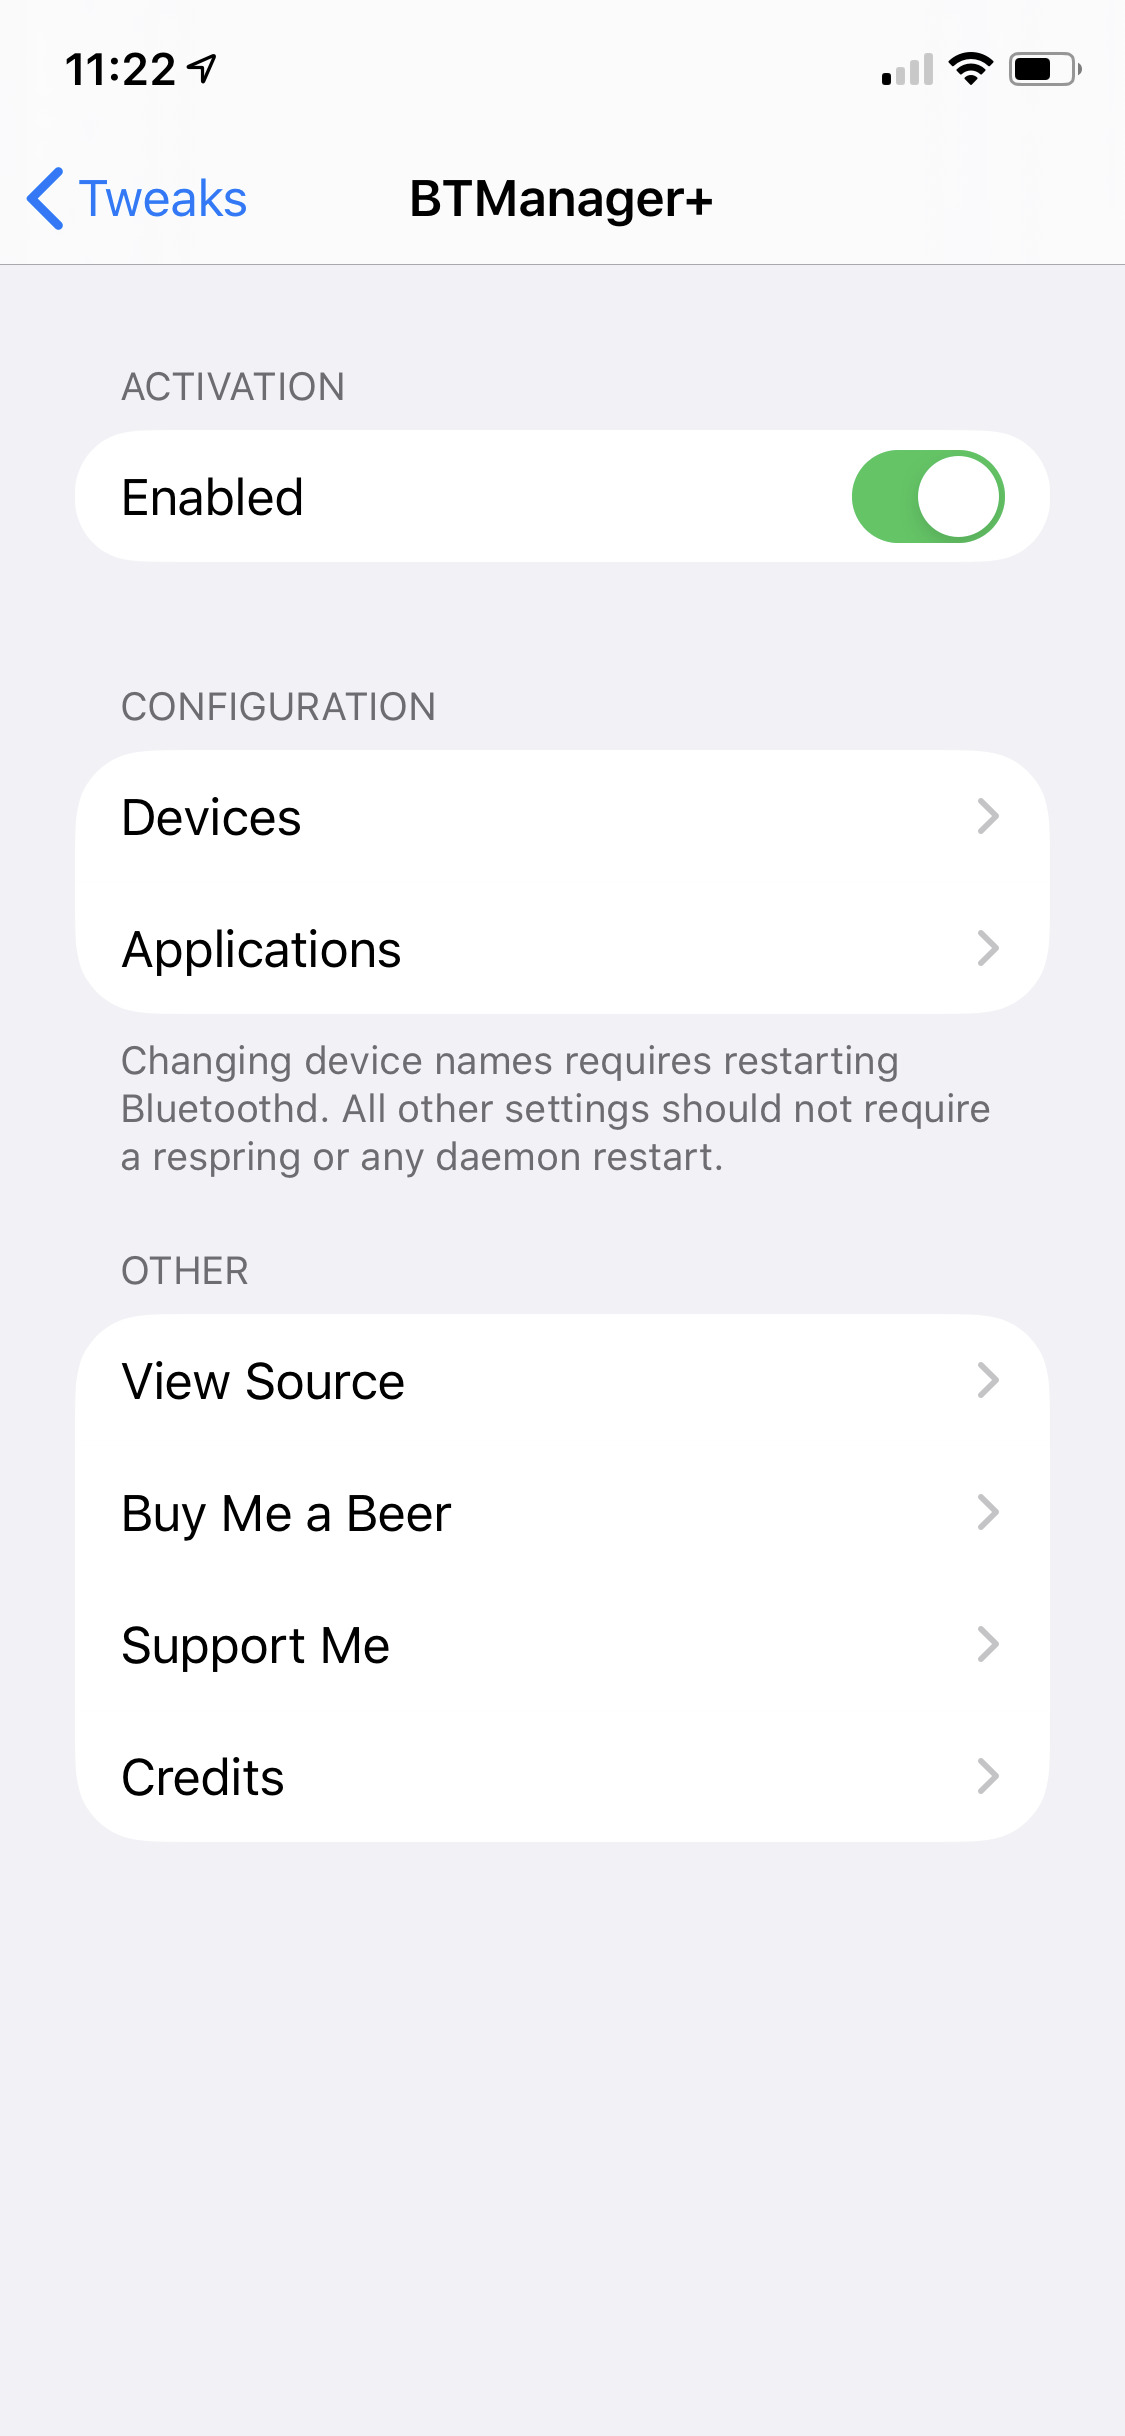 11:22
Tweaks
BTManager+
ACTIVATION
Enabled
CONFIGURATION
Devices
Applications
Changing device names requires restarting
Bluetoothd. All other settings should not require
a respring or any daemon restart.
OTHER
View Source
Buy Me a Beer
Support Me
Credits